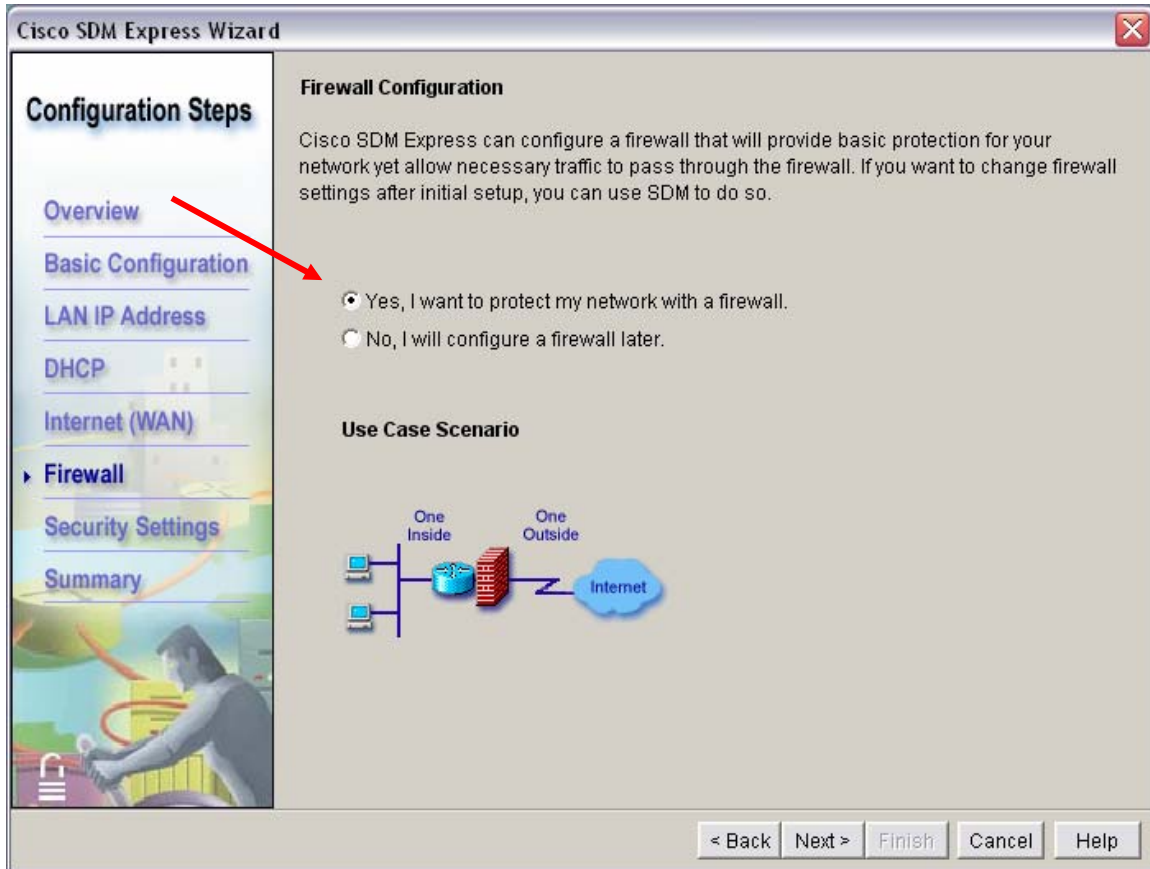 Cisco SDM Express Wizard
Configuration Steps
Overview
Basic Configuration
LAN IP Address
DHCP
Internet (WAN)
Firewall
Security Settings
Summary
Firewall Configuration
Cisco SDM Express can configure a firewall that will provide basic protection for your
network yet allow necessary traffic to pass through the firewall. If you want to change firewall
settings after initial setup, you can use SDM to do so.
Yes, I want to protect my network with a firewall.
No, I will configure a firewall later.
Use Case Scenario
One
Inside
One
Outside
Internet
< Back
Next >
Finish
Cancel
Help